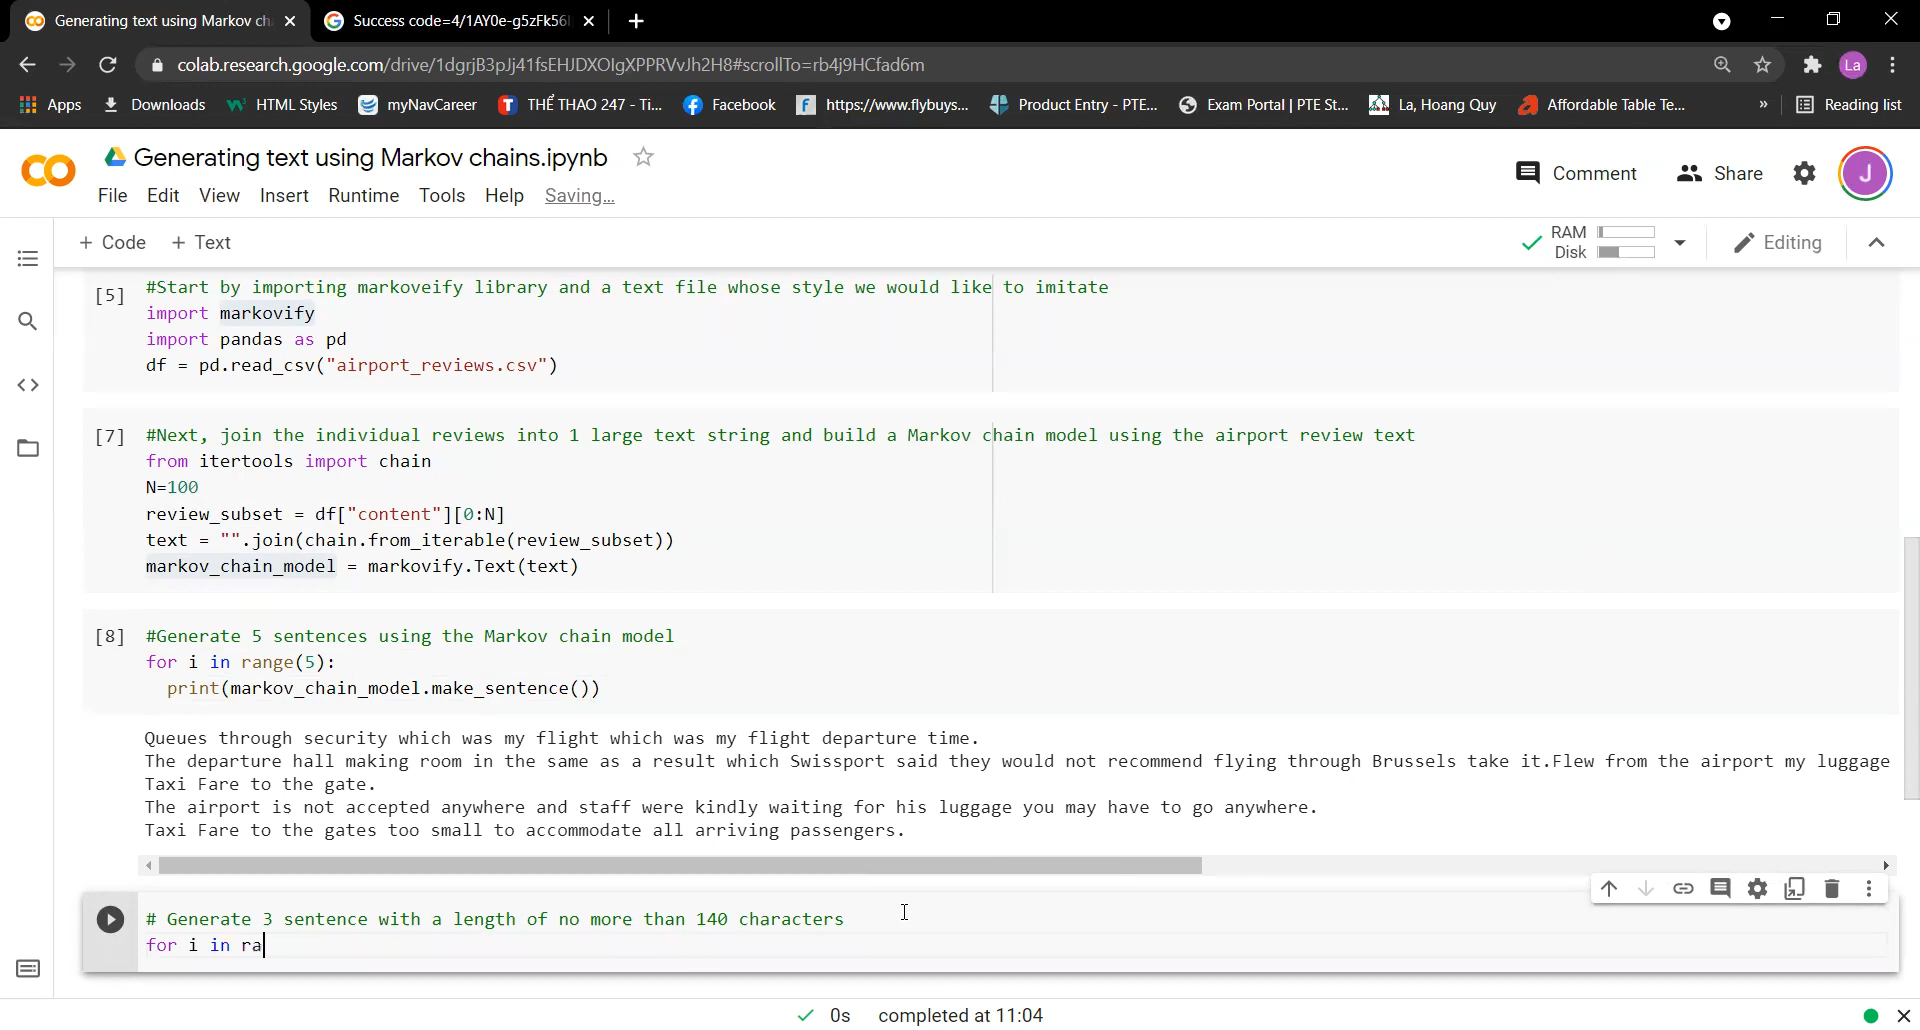 Generating text using Markov ch
Success code=4/1AY0e-g5zFk56
colab.research.google.com/drive/1dgrjB3pJj41fsEHJDXOIgXPPRVvJh2H8#scrollTo=rb4j9HCfad6m
La
Apps
Downloads
HTML Styles
myNavCareer
THỂ THAO 247 - Ti...
Facebook
https://www.flybuys...
Product Entry - PTE...
Exam Portal | PTE St...
La, Hoang Quy
Affordable Table Te...
»
Reading list
Generating text using Markov chains.ipynb
Comment
Share
J
File Edit View Insert Runtime Tools Help Saving...
+ Code + Text
RAM
Disk
Editing
[5] #Start by importing markoveify library and a text file whose style we would like to imitate
import markovify
import pandas as pd
df = pd.read_csv("airport_reviews.csv")
[7] #Next, join the individual reviews into 1 large text string and build a Markov chain model using the airport review text
from itertools import chain
N=100
review_subset = df["content"][0:N]
text = "".join(chain.from_iterable(review_subset))
markov_chain_model = markovify.Text(text)
[8] #Generate 5 sentences using the Markov chain model
for i in range(5):
print(markov_chain_model.make_sentence())
Queues through security which was my flight which was my flight departure time.
The departure hall making room in the same as a result which Swissport said they would not recommend flying through Brussels take it.Flew from the airport my luggage
Taxi Fare to the gate.
The airport is not accepted anywhere and staff were kindly waiting for his luggage you may have to go anywhere.
Taxi Fare to the gates too small to accommodate all arriving passengers.
# Generate 3 sentence with a length of no more than 140 characters
for i in ra
0s completed at 11:04